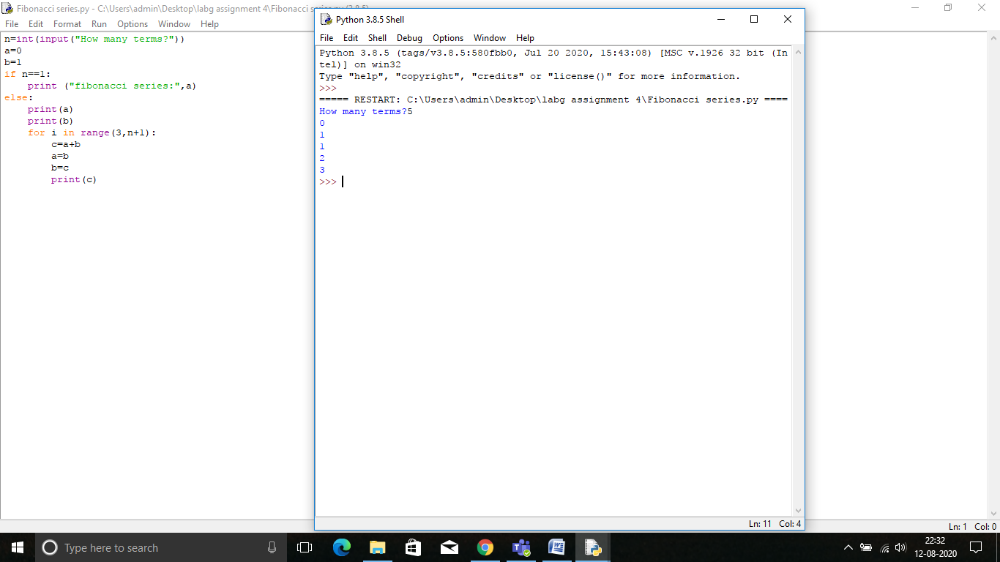 Fibonacci series.py - C:\Users\admin\Desktop\labg assignment 4\Fibonacci series.py (3.8.5)
File Edit Format Run Options Window Help
n=int(input("How many terms?"))
a=0
b=1
if n==1:
    print ("fibonacci series:",a)
else:
    print(a)
    print(b)
    for i in range(3,n+1):
        c=a+b
        a=b
        b=c
        print(c)
Python 3.8.5 Shell
File Edit Shell Debug Options Window Help
Python 3.8.5 (tags/v3.8.5:580fbb0, Jul 20 2020, 15:43:08) [MSC v.1926 32 bit (In
tel)] on win32
Type "help", "copyright", "credits" or "license()" for more information.
>>>
===== RESTART: C:\Users\admin\Desktop\labg assignment 4\Fibonacci series.py ====
How many terms?5
0
1
1
2
3
>>>
Ln: 11 Col: 4
Ln: 1 Col: 0
Type here to search
22:32
12-08-2020